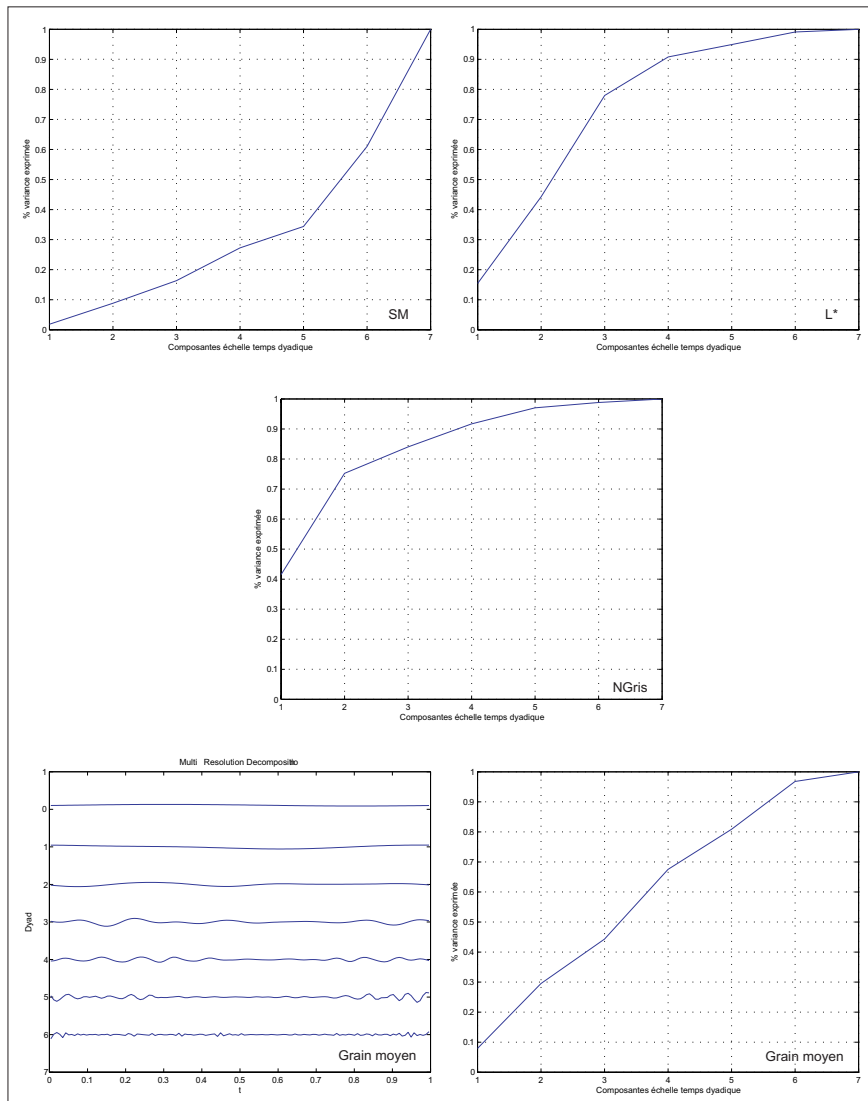 1
0.9
0.8
0.7
0.6
0.5
0.4
0.3
0.2
0.1
0
% variance exprimée
1 2 3 4 5 6 7
Composantes échelle temps dyadique
SM
1
0.9
0.8
0.7
0.6
0.5
0.4
0.3
0.2
0.1
0
% variance exprimée
1 2 3 4 5 6 7
Composantes échelle temps dyadique
L*
1
0.9
0.8
0.7
0.6
0.5
0.4
0.3
0.2
0.1
0
% variance exprimée
1 2 3 4 5 6 7
Composantes échelle temps dyadique
NGris
Multi Resolution
1
0
1
2
3
4
5
6
7
Dyad
0 0.1 0.2 0.3 0.4 0.5 0.6 0.7 0.8 0.9 1
t
Grain moyen
1
0.9
0.8
0.7
0.6
0.5
0.4
0.3
0.2
0.1
0
% variance exprimée
1 2 3 4 5 6 7
Composantes échelle temps dyadique
Grain moyen